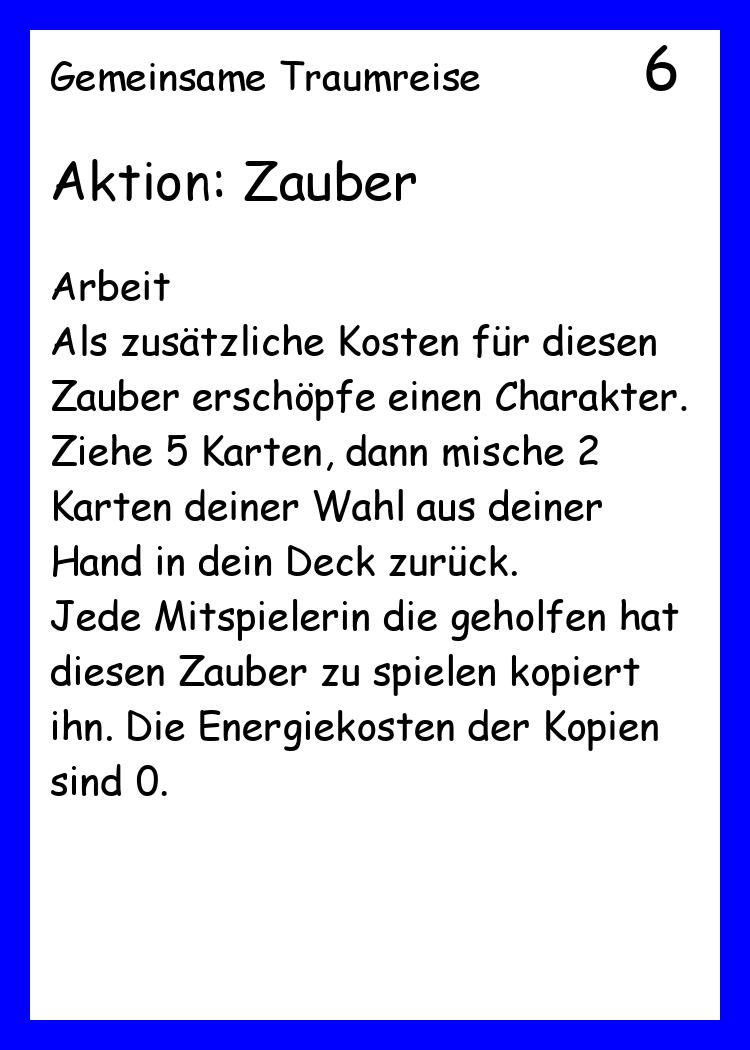 Gemeinsame Traumreise 6
Aktion: Zauber
Arbeit
Als zusätzliche Kosten für diesen
Zauber erschöpfe einen Charakter.
Ziehe 5 Karten, dann mische 2
Karten deiner Wahl aus deiner
Hand in dein Deck zurück.
Jede Mitspielerin die geholfen hat
diesen Zauber zu spielen kopiert
ihn. Die Energiekosten der Kopien
sind 0.